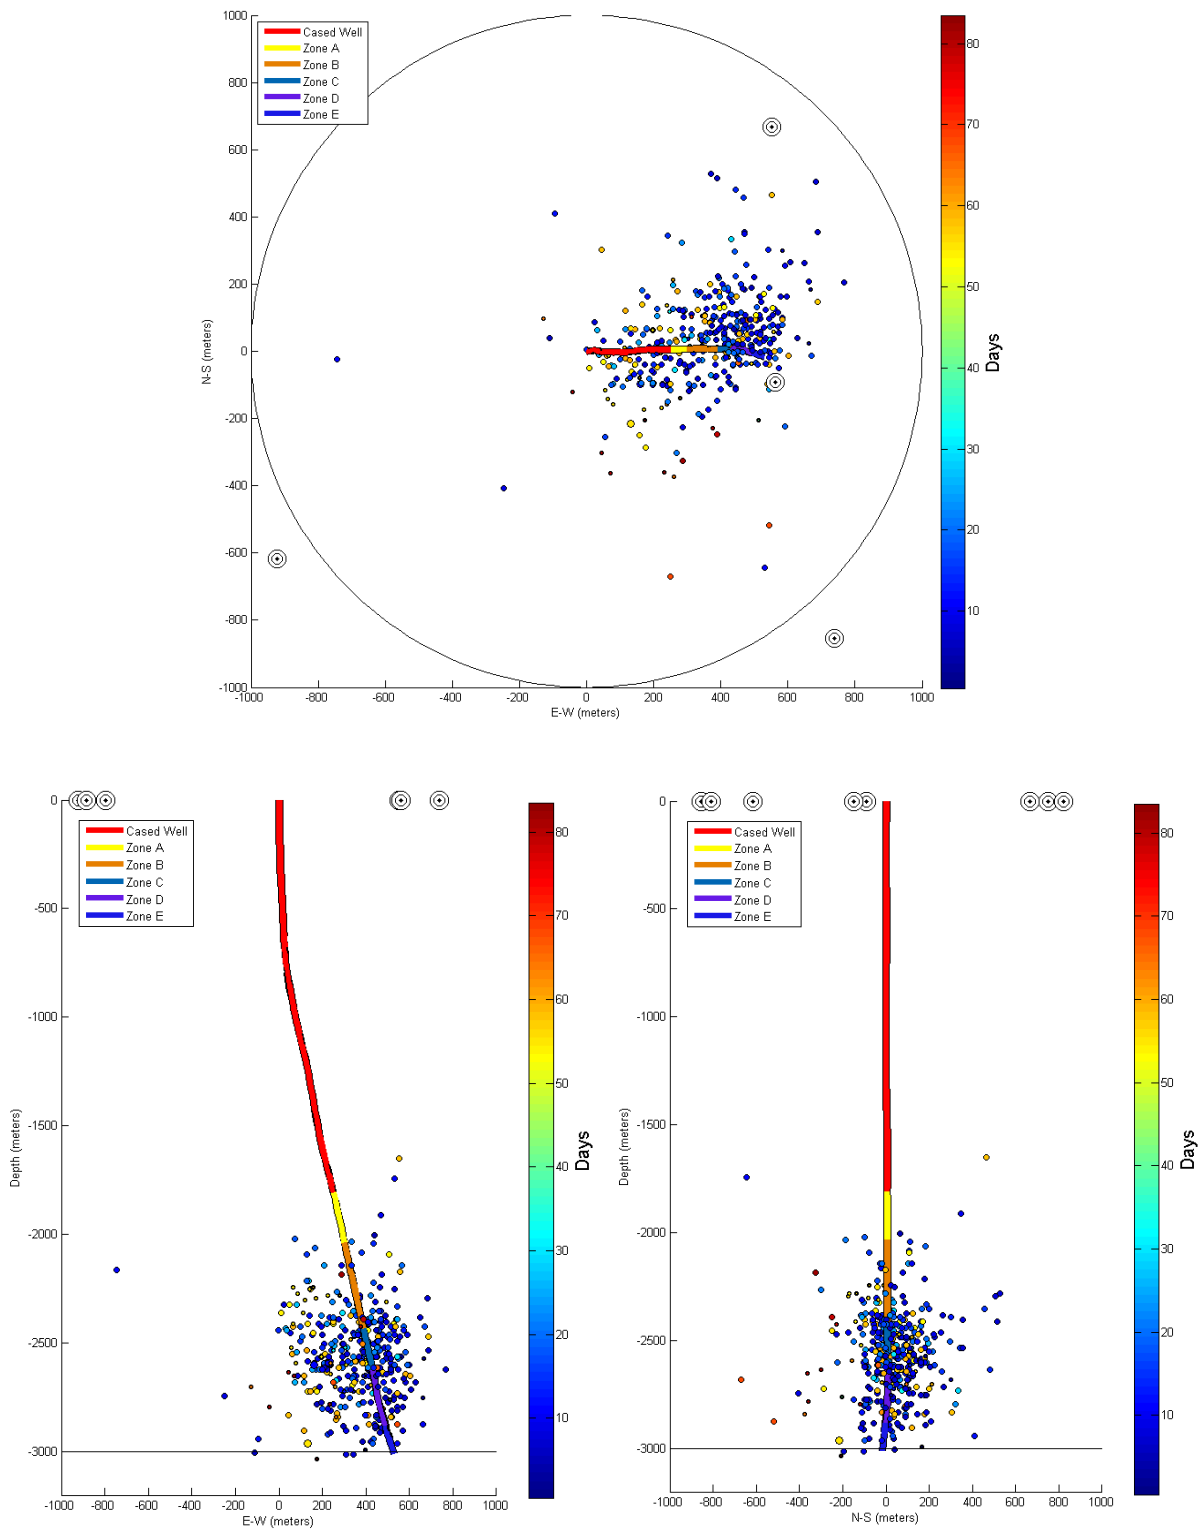 1000
800
600
400
200
0
-200
-400
-600
-800
-1000
N-S (meters)
Cased Well
Zone A
Zone B
Zone C
Zone D
Zone E
-1000 -800 -600 -400 -200 0 200 400 600 800 1000
E-W (meters)
80
70
60
50
40
30
20
10
Days
0
-500
-1000
-1500
-2000
-2500
-3000
Depth (meters)
Cased Well
Zone A
Zone B
Zone C
Zone D
Zone E
-1000 -800 -600 -400 -200 0 200 400 600 800 1000
E-W (meters)
80
70
60
50
40
30
20
10
Days
0
-500
-1000
-1500
-2000
-2500
-3000
Depth (meters)
Cased Well
Zone A
Zone B
Zone C
Zone D
Zone E
-1000 -800 -600 -400 -200 0 200 400 600 800 1000
N-S (meters)
80
70
60
50
40
30
20
10
Days